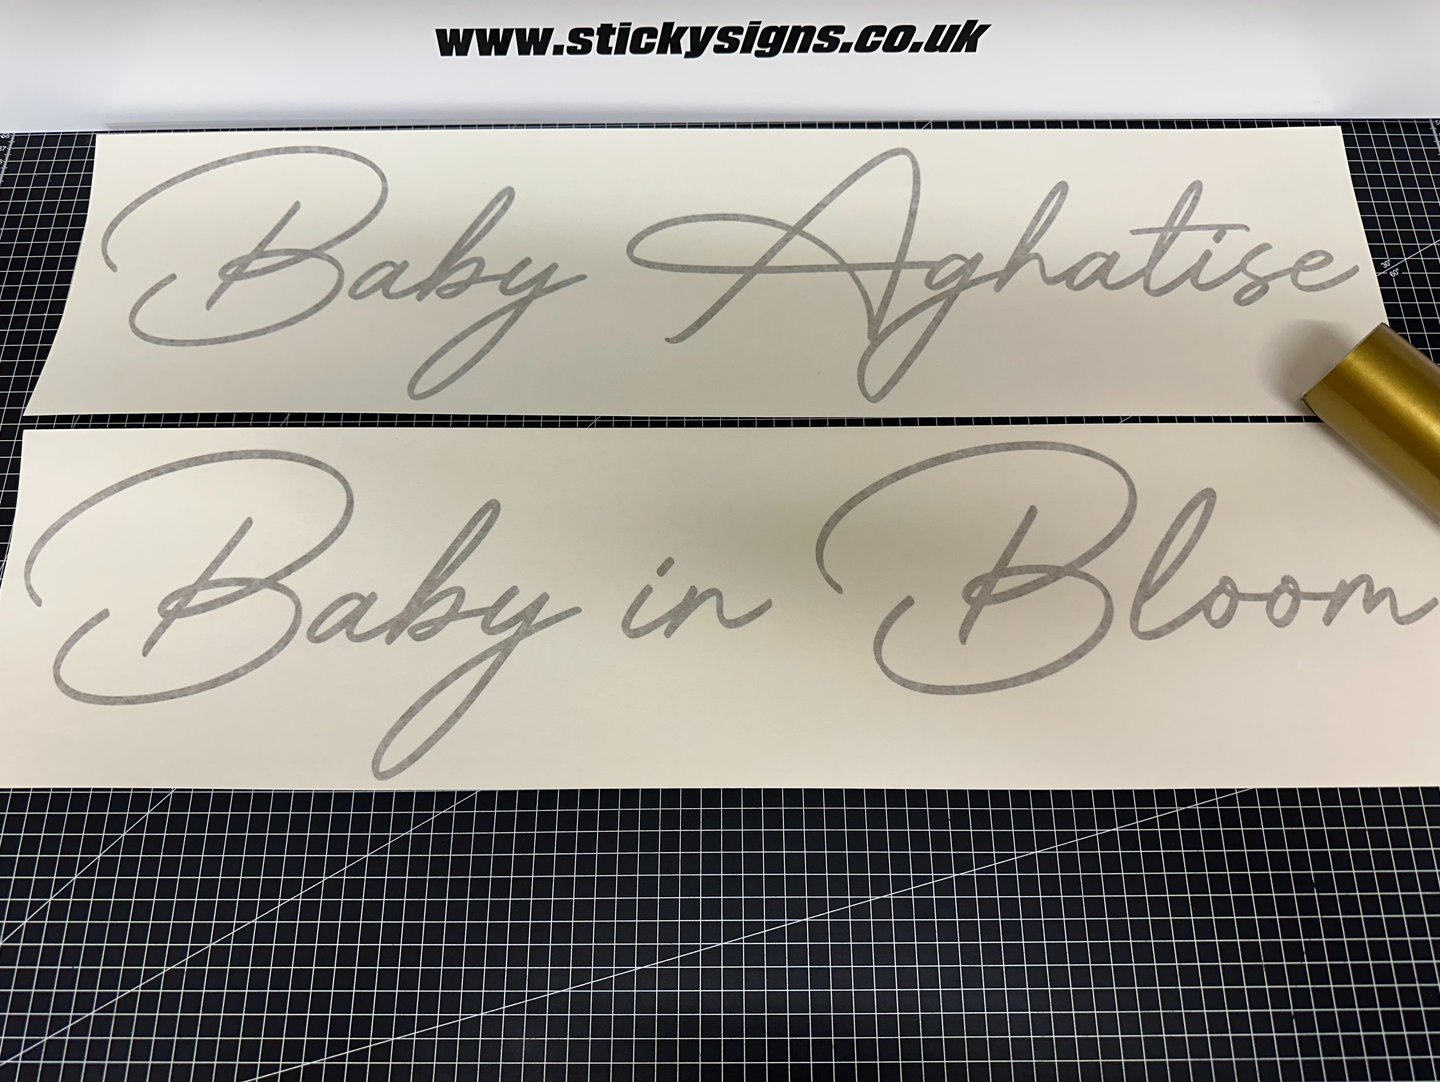 www.stickysigns.co.uk
Baby Aghatise
Baby in Bloom